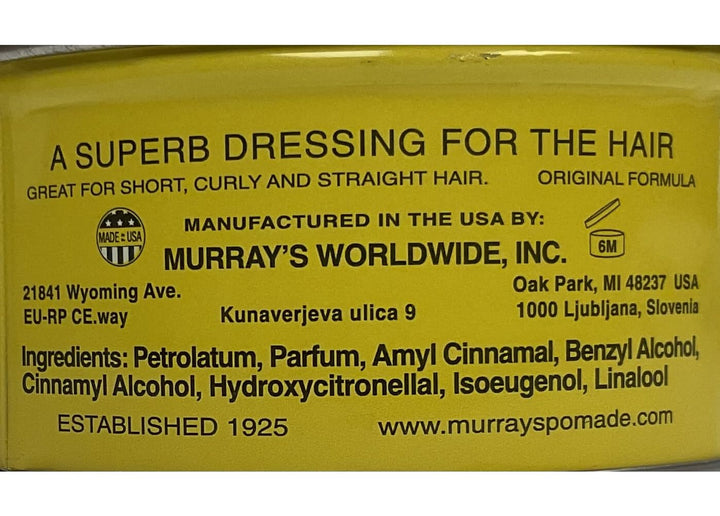 A SUPERB DRESSING FOR THE HAIR
GREAT FOR SHORT, CURLY AND STRAIGHT HAIR. ORIGINAL FORMULA
MANUFACTURED IN THE USA BY:
MADE IN USA
MURRAY'S WORLDWIDE, INC. 6M
21841 Wyoming Ave. Oak Park, MI 48237 USA
EU-RP CE.way Kunaverjeva ulica 9 1000 Ljubljana, Slovenia
Ingredients: Petrolatum, Parfum, Amyl Cinnamal, Benzyl Alcohol,
Cinnamyl Alcohol, Hydroxycitronellal, Isoeugenol, Linalool
ESTABLISHED 1925 www.murrayspomade.com